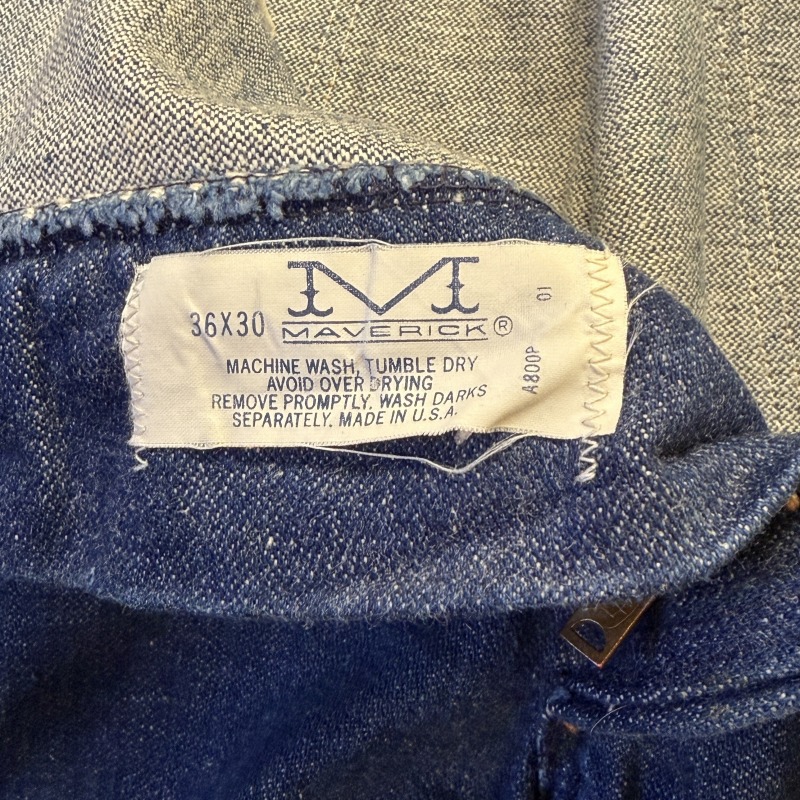 M
36X30
MAVERICK®
MACHINE WASH, TUMBLE DRY
AVOID OVER DRYING
REMOVE PROMPTLY. WASH DARKS
SEPARATELY. MADE IN U.S.A.
A800P 01